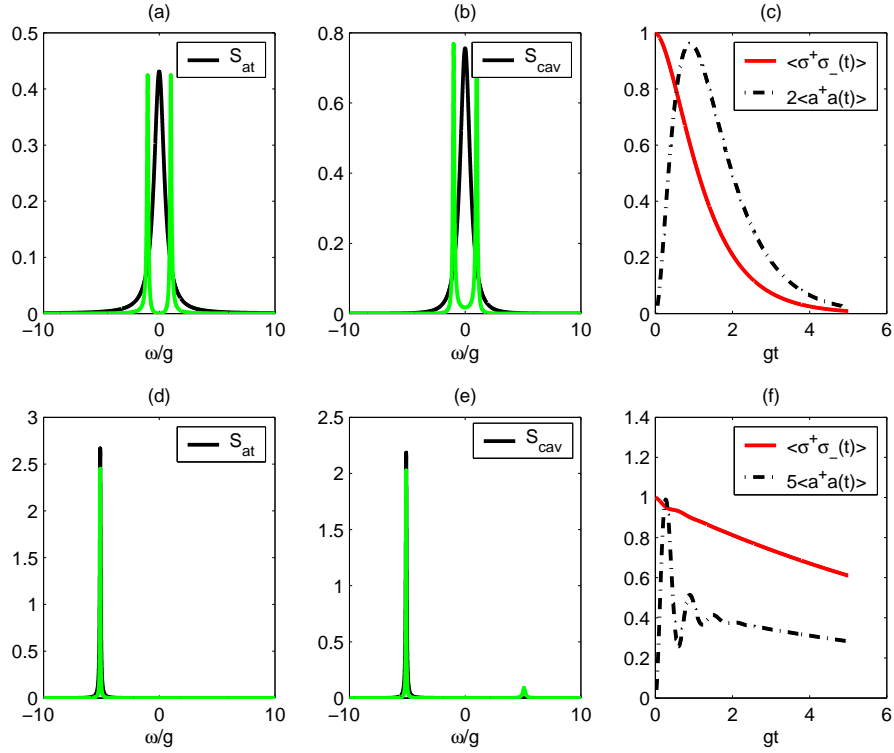 (a)
0.5
0.4
0.3
0.2
0.1
0
−10
0
10
ω/g
S_at
(b)
0.8
0.6
0.4
0.2
0
−10
0
10
ω/g
S_cav
(c)
1
0.8
0.6
0.4
0.2
0
0
2
4
6
gt
<σ⁺σ₋(t)>
2<a⁺a(t)>
(d)
3
2.5
2
1.5
1
0.5
0
−10
0
10
ω/g
S_at
(e)
2.5
2
1.5
1
0.5
0
−10
0
10
ω/g
S_cav
(f)
1.4
1.2
1
0.8
0.6
0.4
0.2
0
0
2
4
6
gt
<σ⁺σ₋(t)>
5<a⁺a(t)>